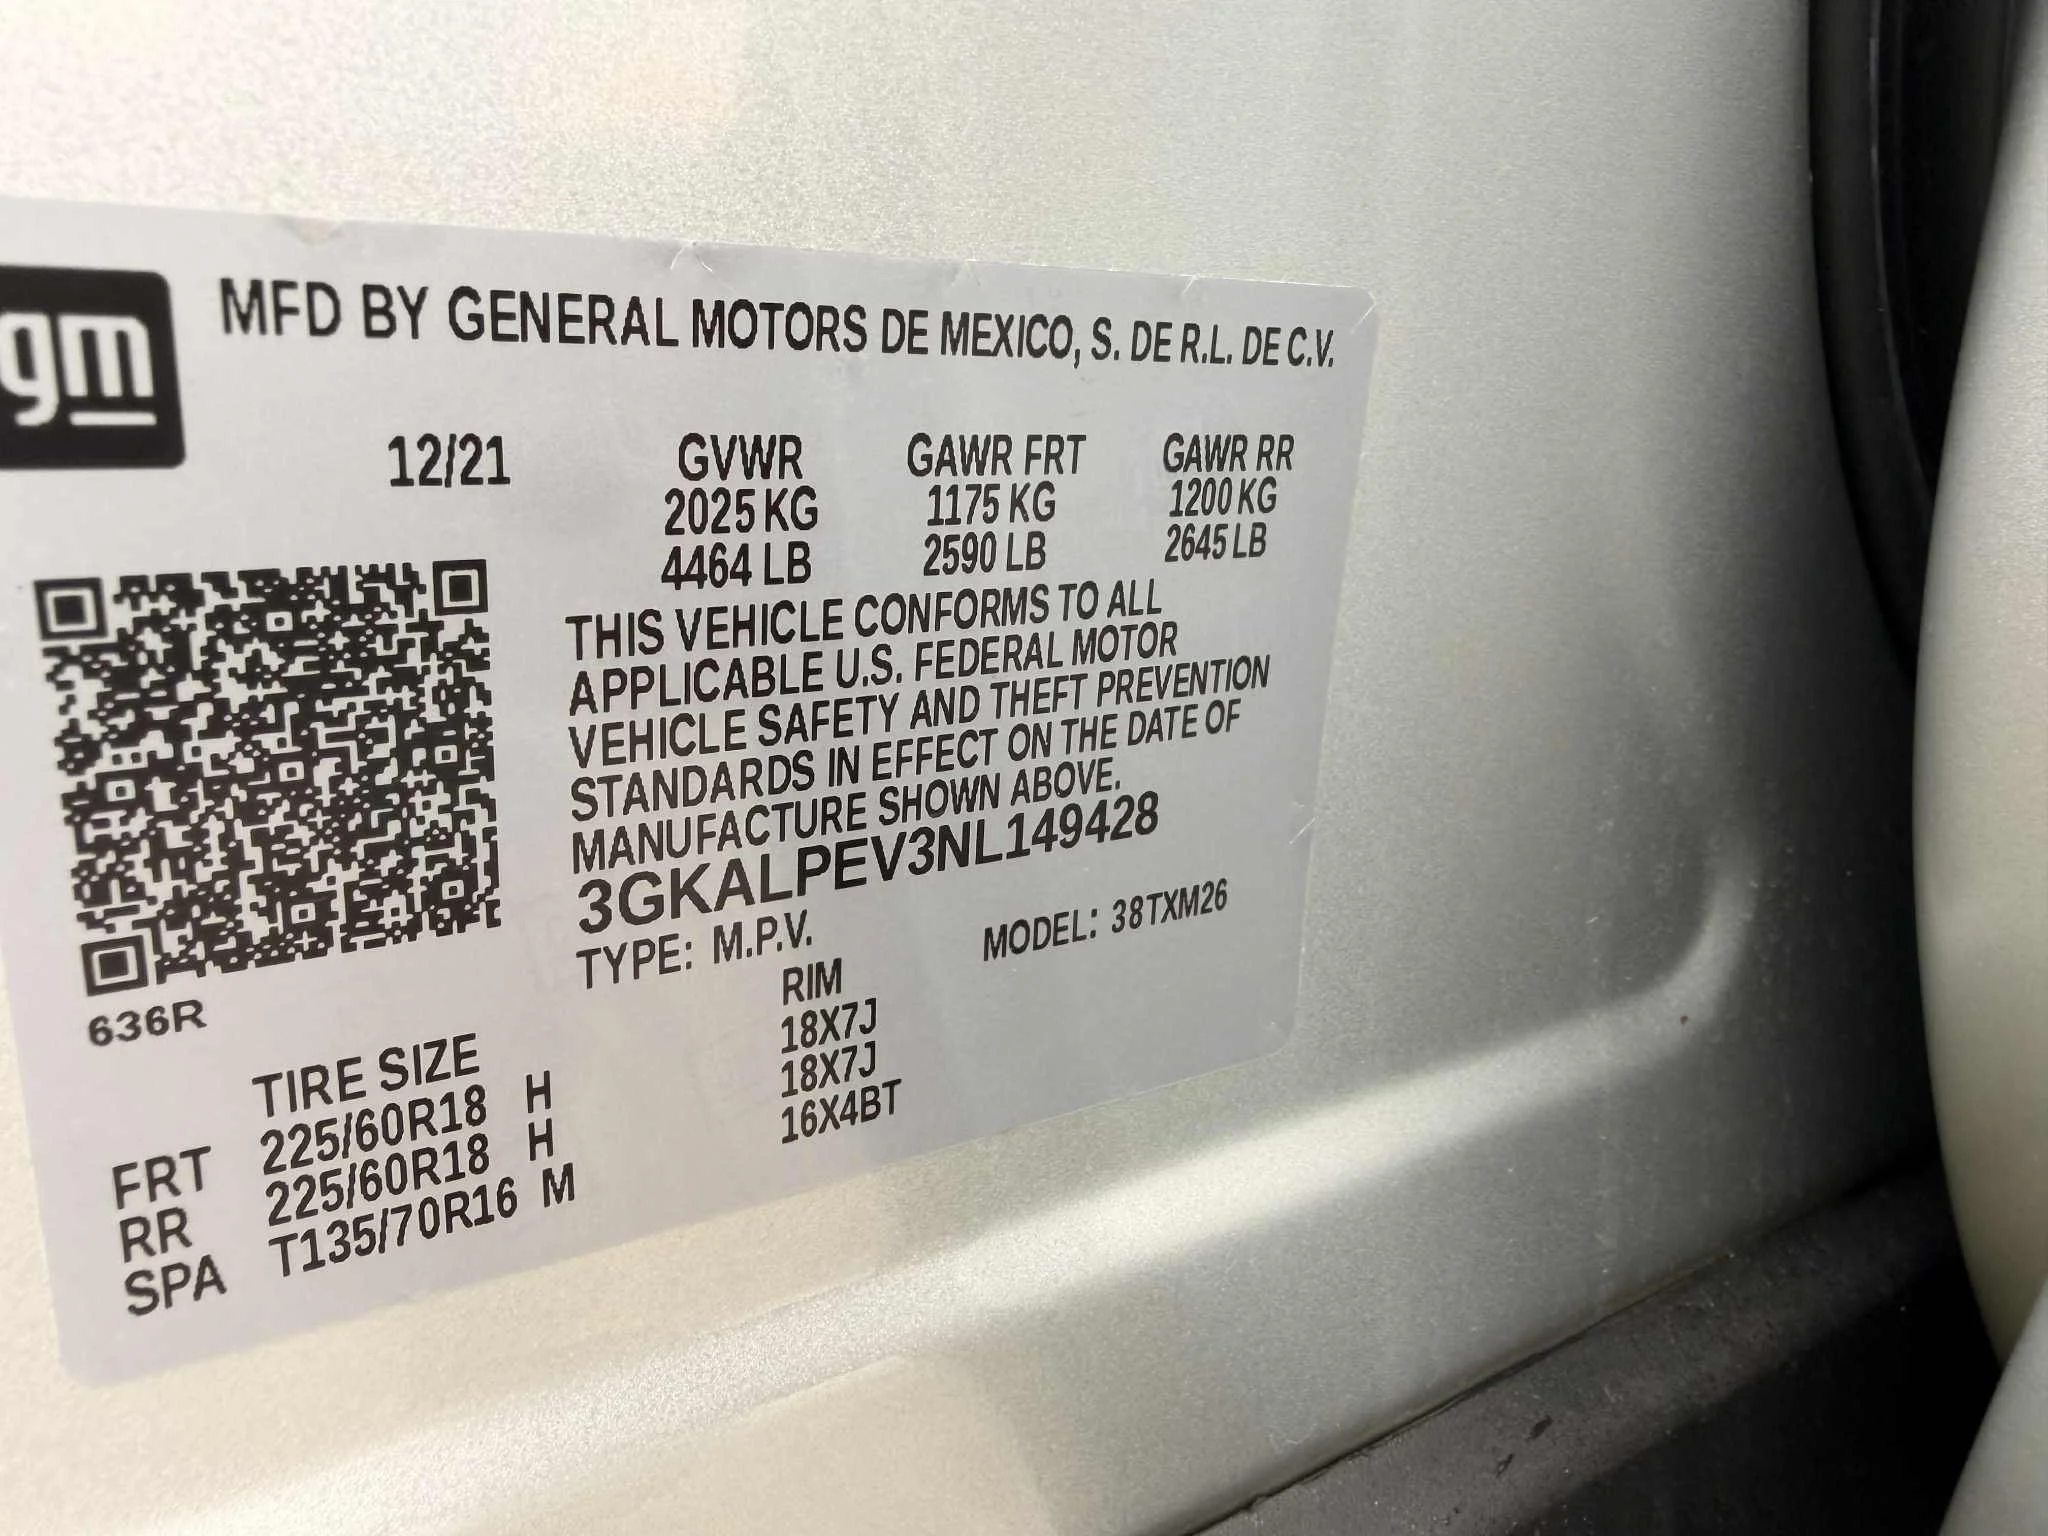 gm
MFD BY GENERAL MOTORS DE MEXICO, S. DE R.L. DE C.V.
12/21 GVWR GAWR FRT GAWR RR
2025 KG 1175 KG 1200 KG
4464 LB 2590 LB 2645 LB
THIS VEHICLE CONFORMS TO ALL
APPLICABLE U.S. FEDERAL MOTOR
VEHICLE SAFETY AND THEFT PREVENTION
STANDARDS IN EFFECT ON THE DATE OF
MANUFACTURE SHOWN ABOVE.
3GKALPEV3NL149428
TYPE: M.P.V. MODEL: 38TXM26
636R
TIRE SIZE RIM
FRT 225/60R18 H 18X7J
RR 225/60R18 H 18X7J
SPA T135/70R16 M 16X4BT